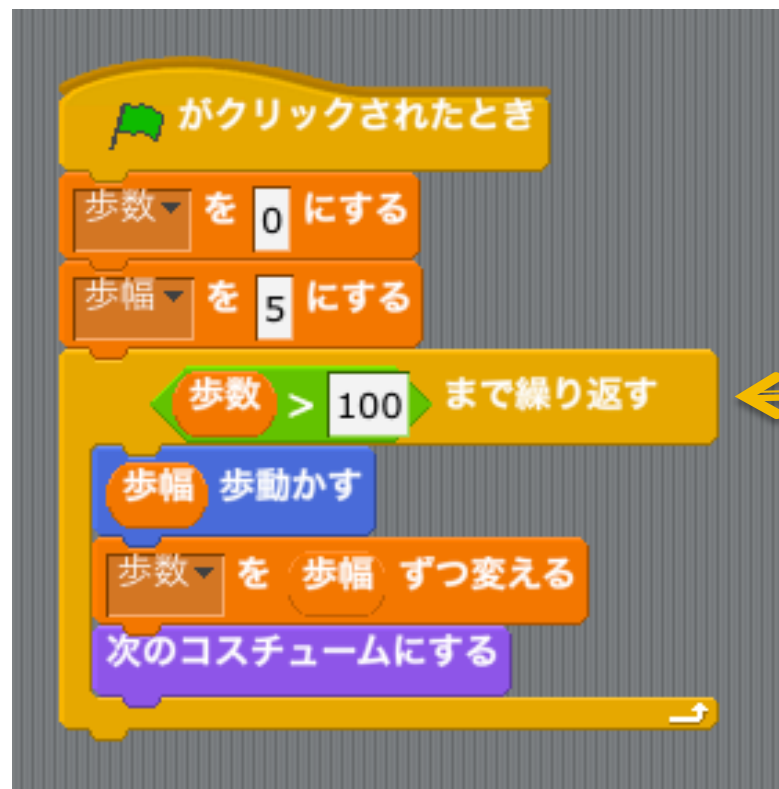 がクリックされたとき
歩数 を 0 にする
歩幅 を 5 にする
歩数 > 100 まで繰り返す
歩幅 歩動かす
歩数 を 歩幅 ずつ変える
次のコスチュームにする